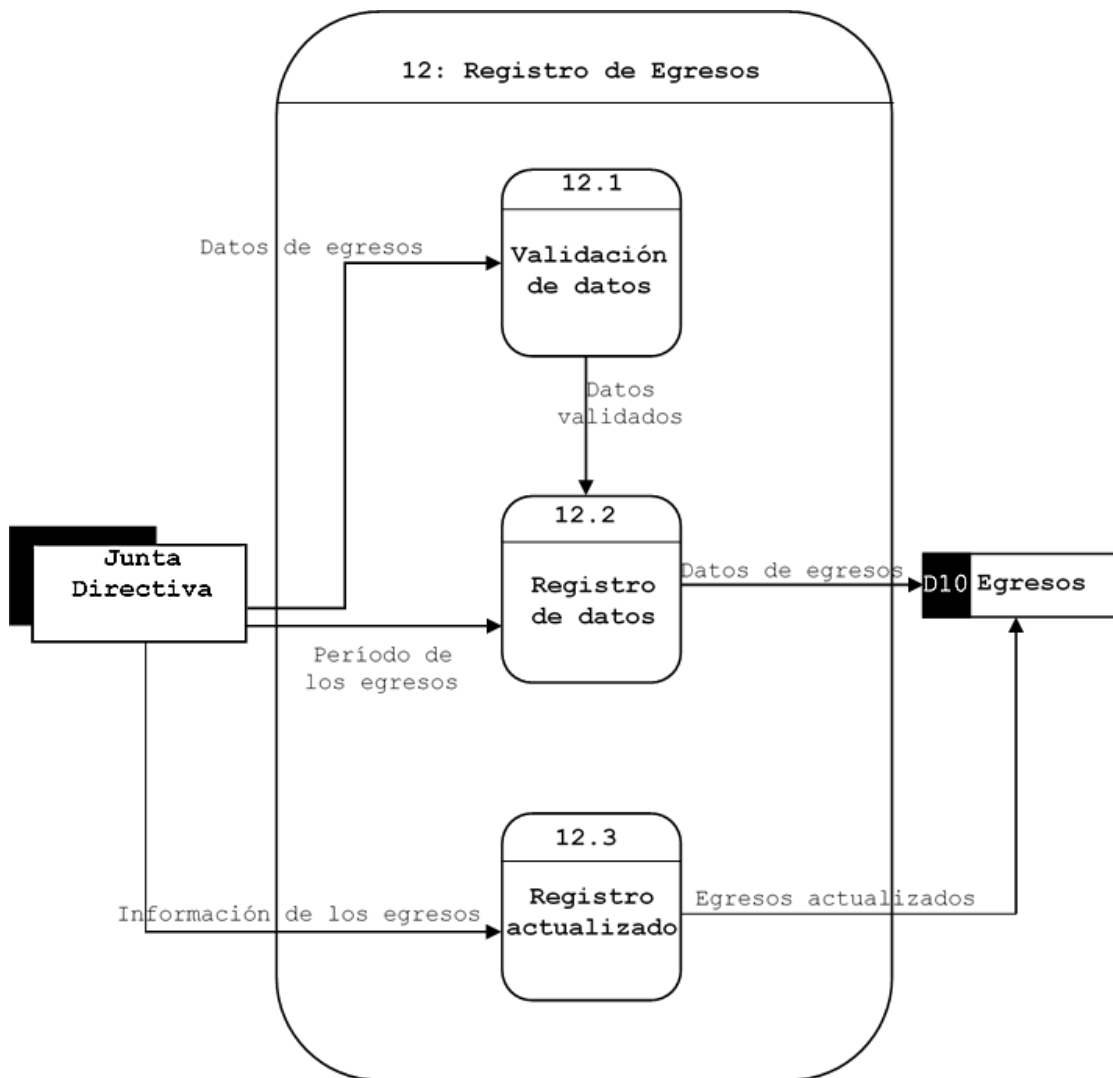 12: Registro de Egresos
12.1
Validación
de datos
Datos de egresos
Datos
validados
12.2
Registro
de datos
Junta
Directiva
Datos de egresos
D10 Egresos
Período de
los egresos
12.3
Registro
actualizado
Información de los egresos
Egresos actualizados